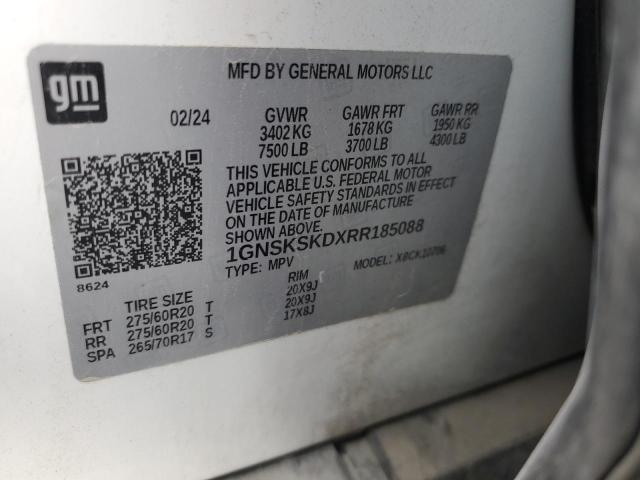 gm
MFD BY GENERAL MOTORS LLC
02/24 GVWR GAWR FRT GAWR RR
3402 KG 1678 KG 1950 KG
7500 LB 3700 LB 4300 LB
THIS VEHICLE CONFORMS TO ALL
APPLICABLE U.S. FEDERAL MOTOR
VEHICLE SAFETY STANDARDS IN EFFECT
ON THE DATE OF MANUFACTURE
SHOWN ABOVE.
1GNSKSKDXRR185088
TYPE: MPV MODEL: XBCK10706
8624
TIRE SIZE RIM
FRT 275/60R20 T 20X9J
RR 275/60R20 T 20X9J
SPA 265/70R17 S 17X8J